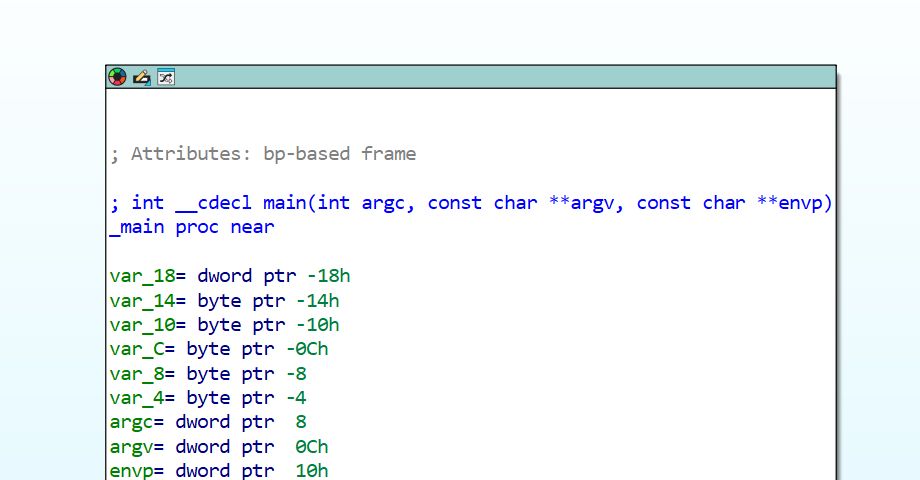 ; Attributes: bp-based frame
; int __cdecl main(int argc, const char **argv, const char **envp)
_main proc near
var_18= dword ptr -18h
var_14= byte ptr -14h
var_10= byte ptr -10h
var_C= byte ptr -0Ch
var_8= byte ptr -8
var_4= byte ptr -4
argc= dword ptr  8
argv= dword ptr  0Ch
envp= dword ptr  10h